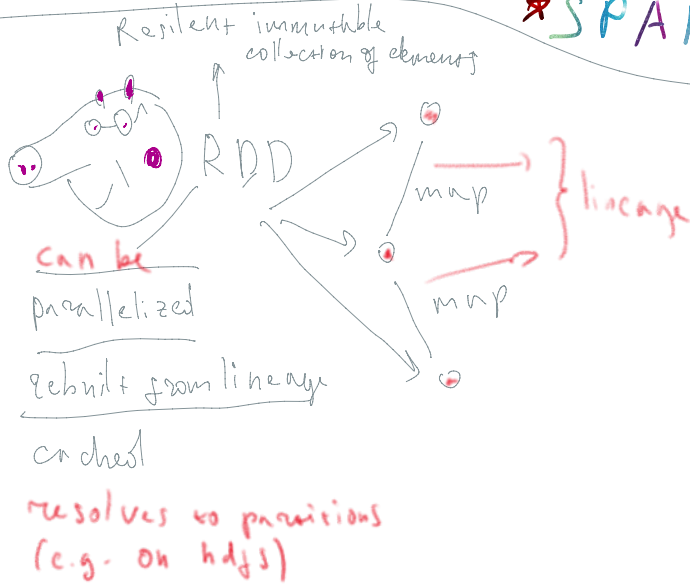 *SPA
Resilent immutable
collection of elements
RDD
map
lineage
can be
map
parallelized
rebuilt from lineage
cached
resolves to paritions
(e.g. on hdfs)